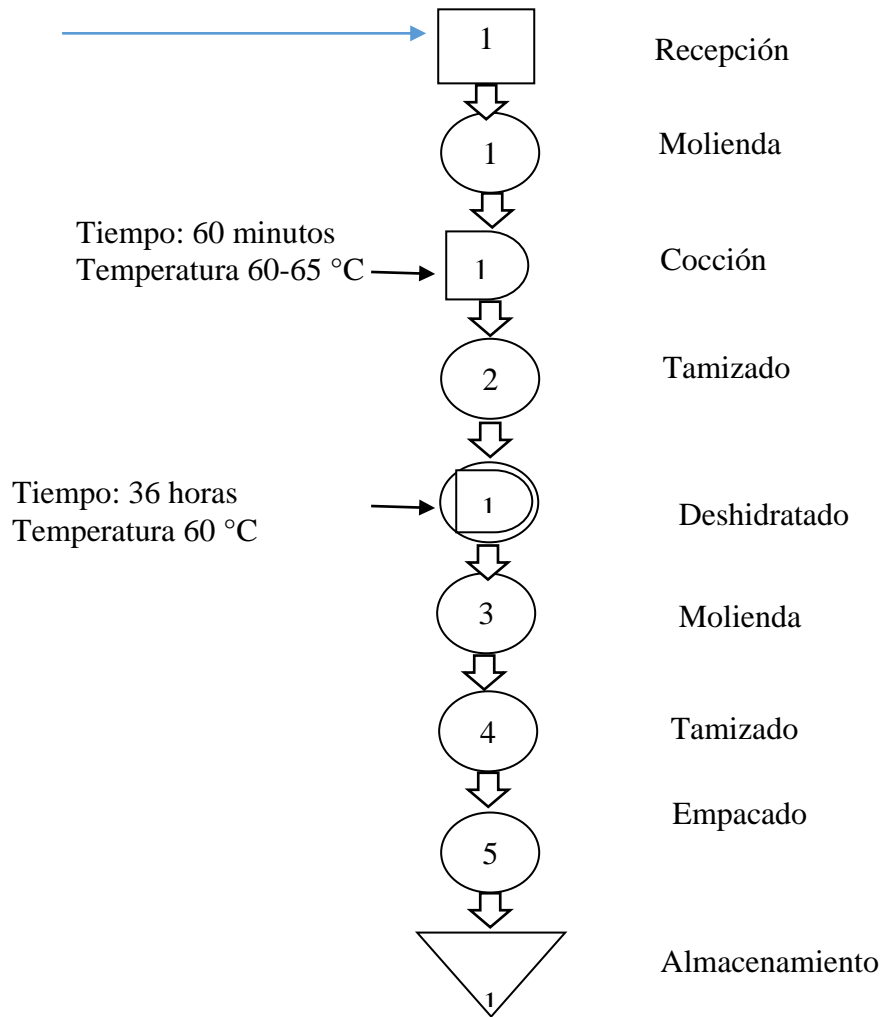 1
Recepción
1
Molienda
Tiempo: 60 minutos
Temperatura 60-65 °C
1
Cocción
2
Tamizado
Tiempo: 36 horas
Temperatura 60 °C
1
Deshidratado
3
Molienda
4
Tamizado
5
Empacado
1
Almacenamiento